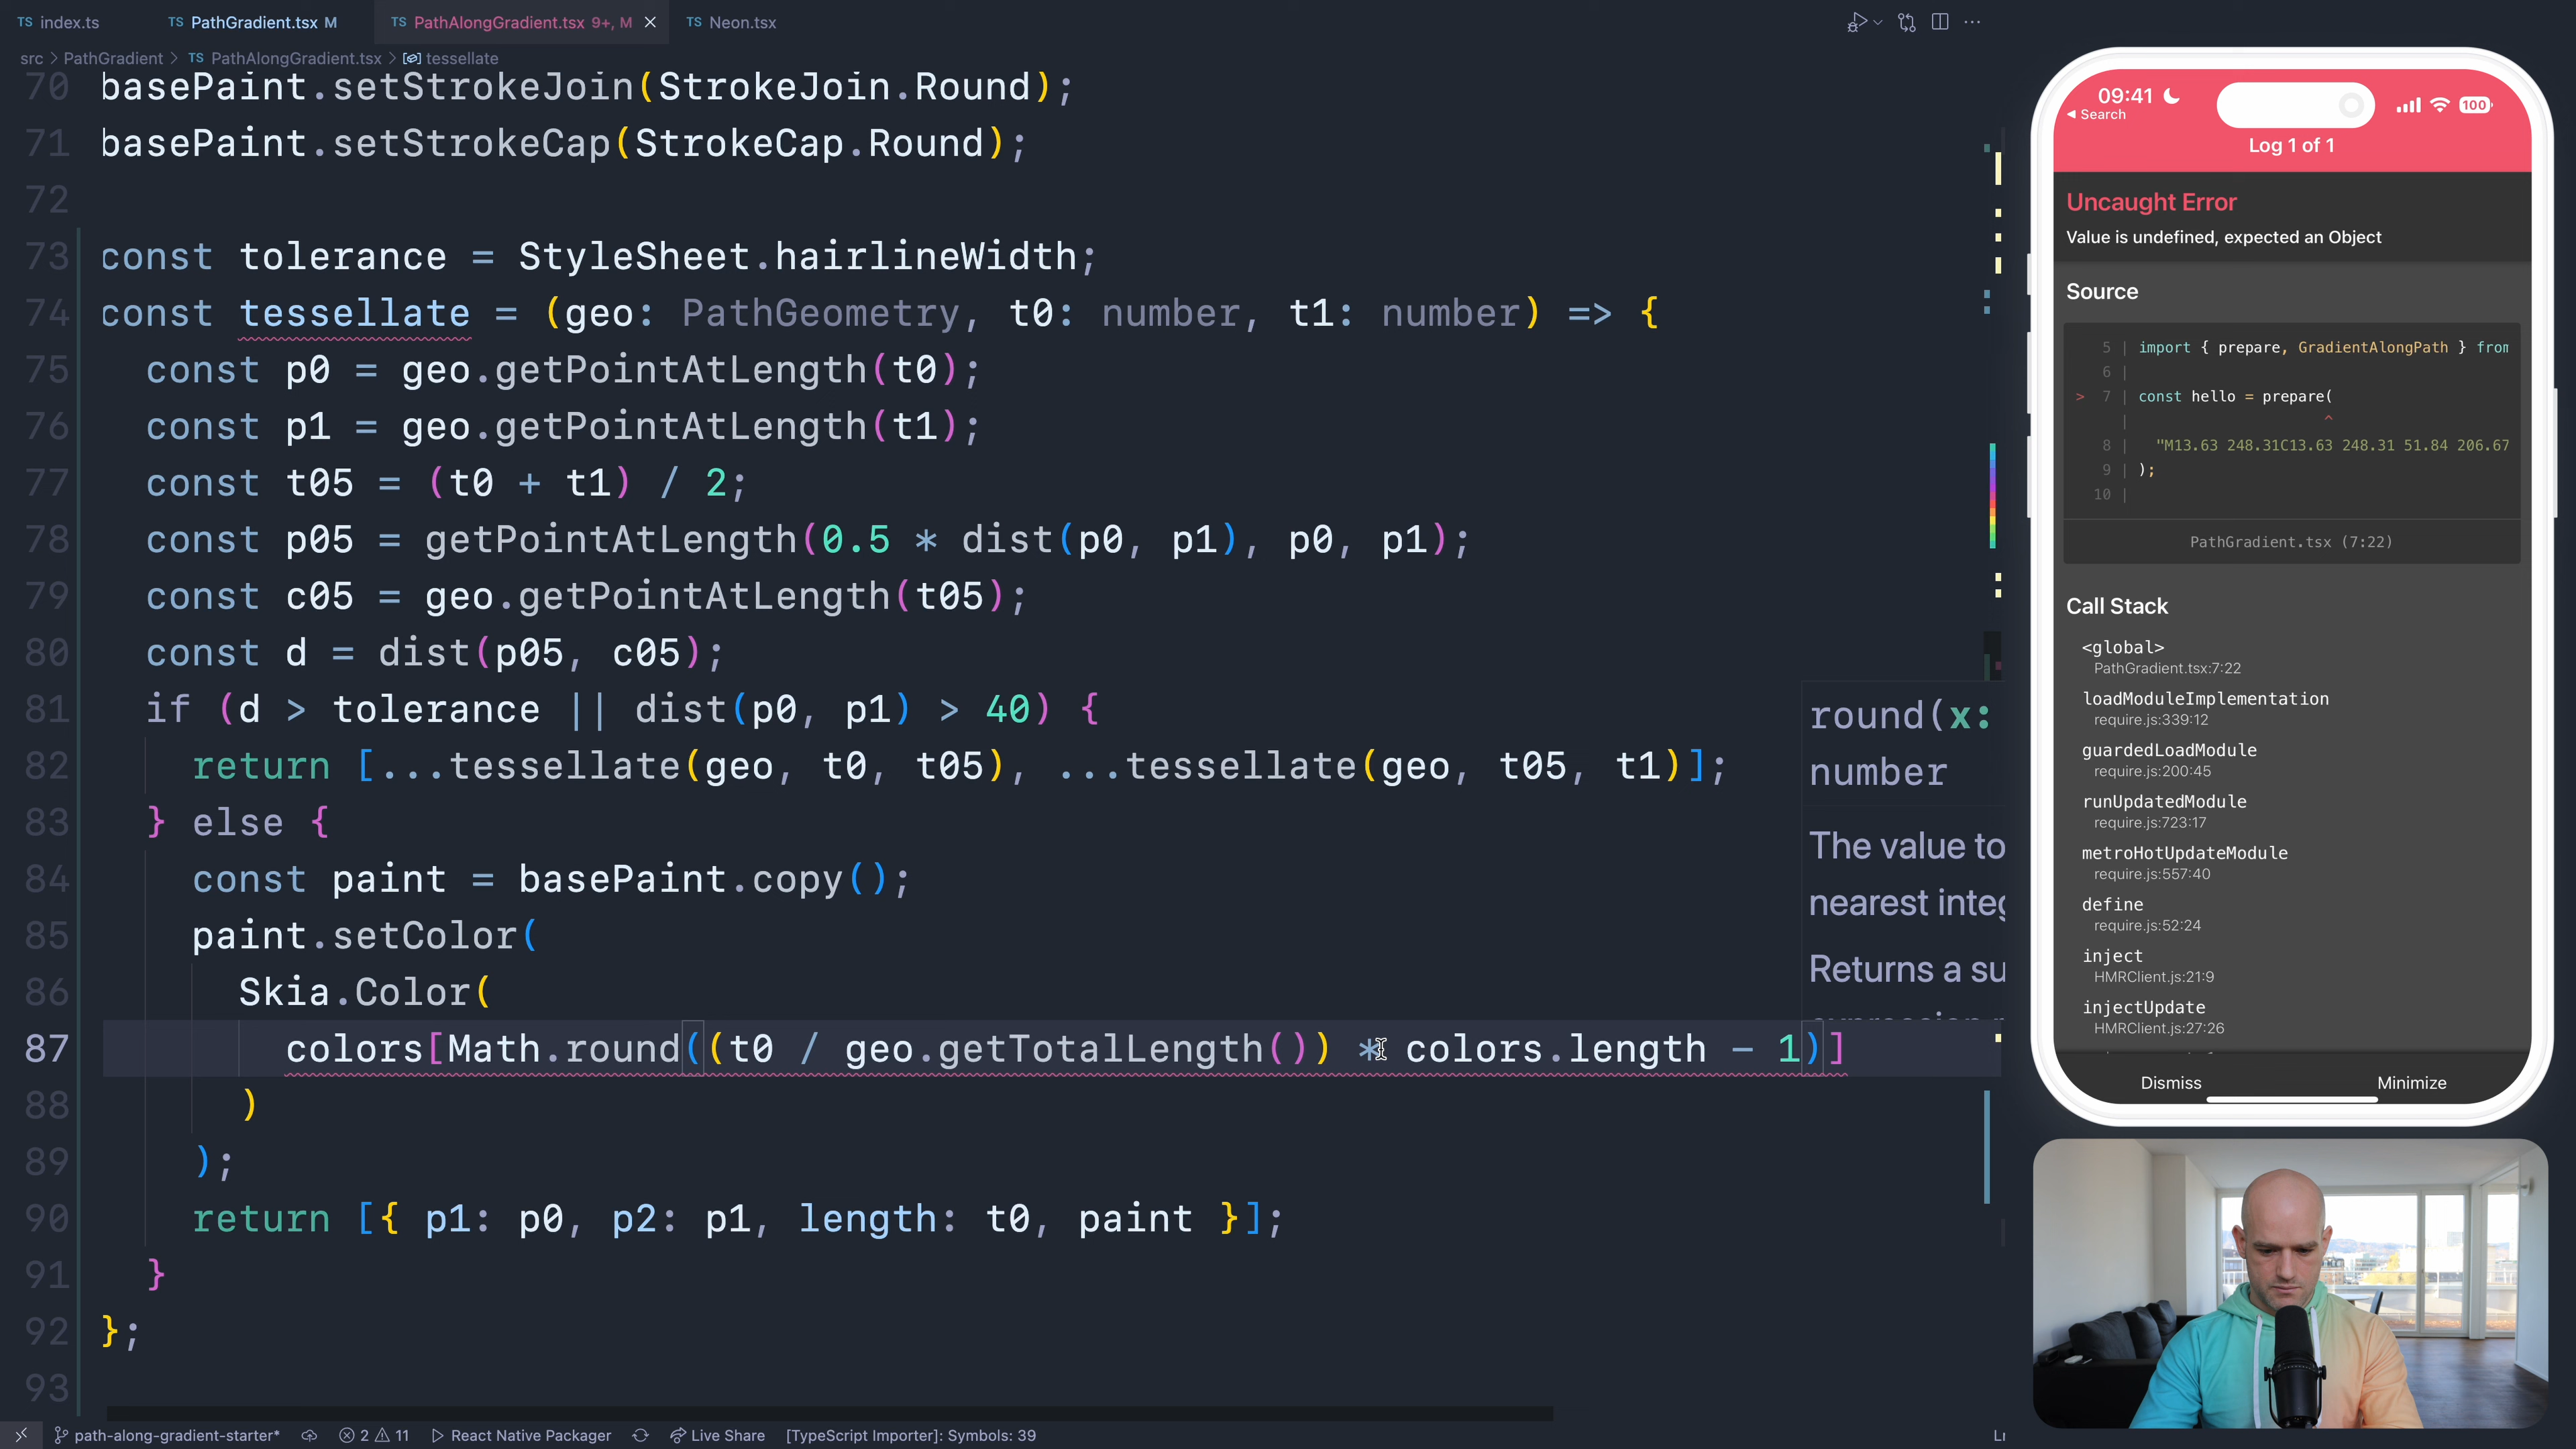 TS index.ts
TS PathGradient.tsx M
TS PathAlongGradient.tsx 9+, M
TS Neon.tsx
src > PathGradient > TS PathAlongGradient.tsx > tessellate
70 basePaint.setStrokeJoin(StrokeJoin.Round);
71 basePaint.setStrokeCap(StrokeCap.Round);
72
73 const tolerance = StyleSheet.hairlineWidth;
74 const tessellate = (geo: PathGeometry, t0: number, t1: number) => {
75 const p0 = geo.getPointAtLength(t0);
76 const p1 = geo.getPointAtLength(t1);
77 const t05 = (t0 + t1) / 2;
78 const p05 = getPointAtLength(0.5 * dist(p0, p1), p0, p1);
79 const c05 = geo.getPointAtLength(t05);
80 const d = dist(p05, c05);
81 if (d > tolerance || dist(p0, p1) > 40) {
82 return [...tessellate(geo, t0, t05), ...tessellate(geo, t05, t1)];
83 } else {
84 const paint = basePaint.copy();
85 paint.setColor(
86 Skia.Color(
87 colors[Math.round((t0 / geo.getTotalLength()) * colors.length - 1)]
88 )
89 );
90 return [{ p1: p0, p2: p1, length: t0, paint }];
91 }
92 };
93
round(x:
number
The value to
nearest integ
Returns a su
path-along-gradient-starter*
2
11
React Native Packager
Live Share
[TypeScript Importer]: Symbols: 39
09:41
Search
100
Log 1 of 1
Uncaught Error
Value is undefined, expected an Object
Source
5 | import { prepare, GradientAlongPath } from
6 |
> 7 | const hello = prepare(
| ^
8 | "M13.63 248.31C13.63 248.31 51.84 206.67
9 | );
10 |
PathGradient.tsx (7:22)
Call Stack
<global>
PathGradient.tsx:7:22
loadModuleImplementation
require.js:339:12
guardedLoadModule
require.js:200:45
runUpdatedModule
require.js:723:17
metroHotUpdateModule
require.js:557:40
define
require.js:52:24
inject
HMRClient.js:21:9
injectUpdate
HMRClient.js:27:26
Dismiss
Minimize